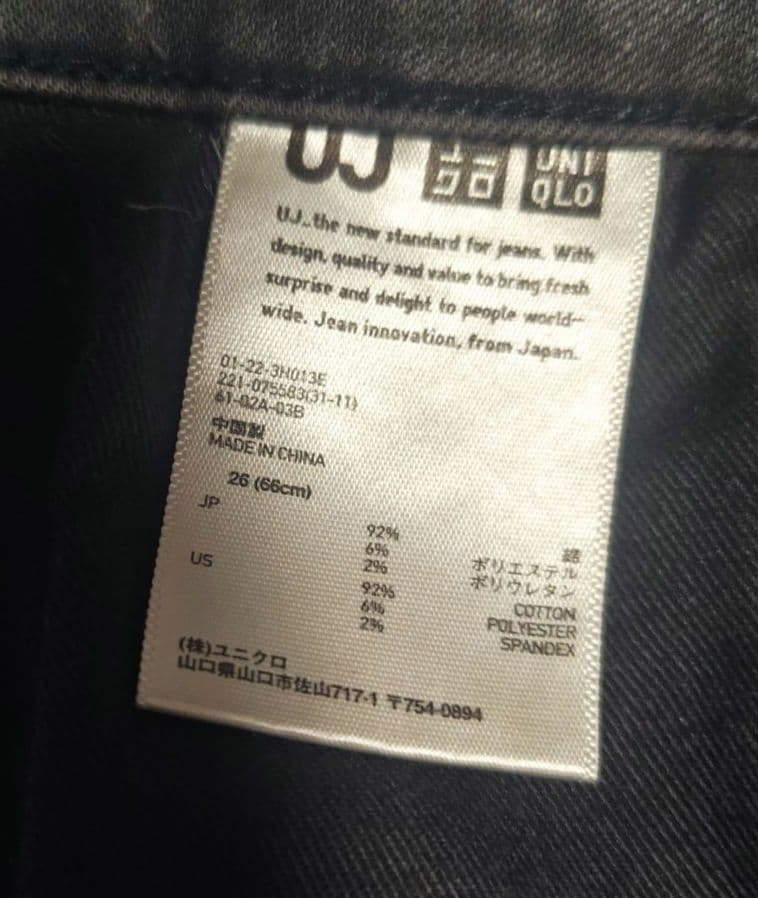 UJ
ユニ
クロ
UNI
QLO
UJ...the new standard for jeans. With
design, quality and value to bring fresh
surprise and delight to people world-
wide. Jean innovation, from Japan.
01-22-3H013E
221-075583(31-11)
61-02A-03B
中国製
MADE IN CHINA
26 (66cm)
JP
92% 綿
6% ポリエステル
2% ポリウレタン
US
92% COTTON
6% POLYESTER
2% SPANDEX
(株)ユニクロ
山口県山口市佐山717-1 〒754-0894